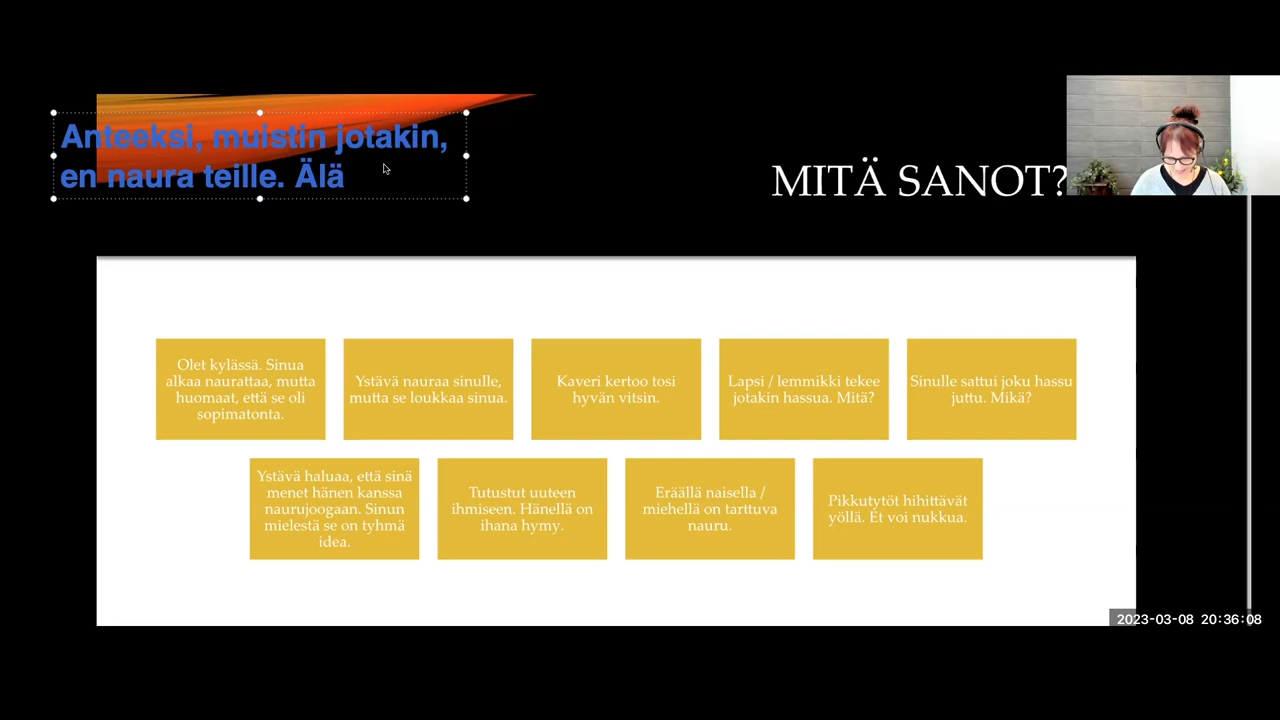 Anteeksi, muistin jotakin,
en naura teille. Älä
MITÄ SANOT?
Olet kylässä. Sinua
alkaa naurattaa, mutta
huomaat, että se oli
sopimatonta.
Ystävä nauraa sinulle,
mutta se loukkaa sinua.
Kaveri kertoo tosi
hyvän vitsin.
Lapsi / lemmikki tekee
jotakin hassua. Mitä?
Sinulle sattui joku hassu
juttu. Mikä?
Ystävä haluaa, että sinä
menet hänen kanssa
naurujoogaan. Sinun
mielestä se on tyhmä
idea.
Tutustut uuteen
ihmiseen. Hänellä on
ihana hymy.
Eräällä naisella /
miehellä on tarttuva
nauru.
Pikkutytöt hihittävät
yöllä. Et voi nukkua.
2023-03-08 20:36:08